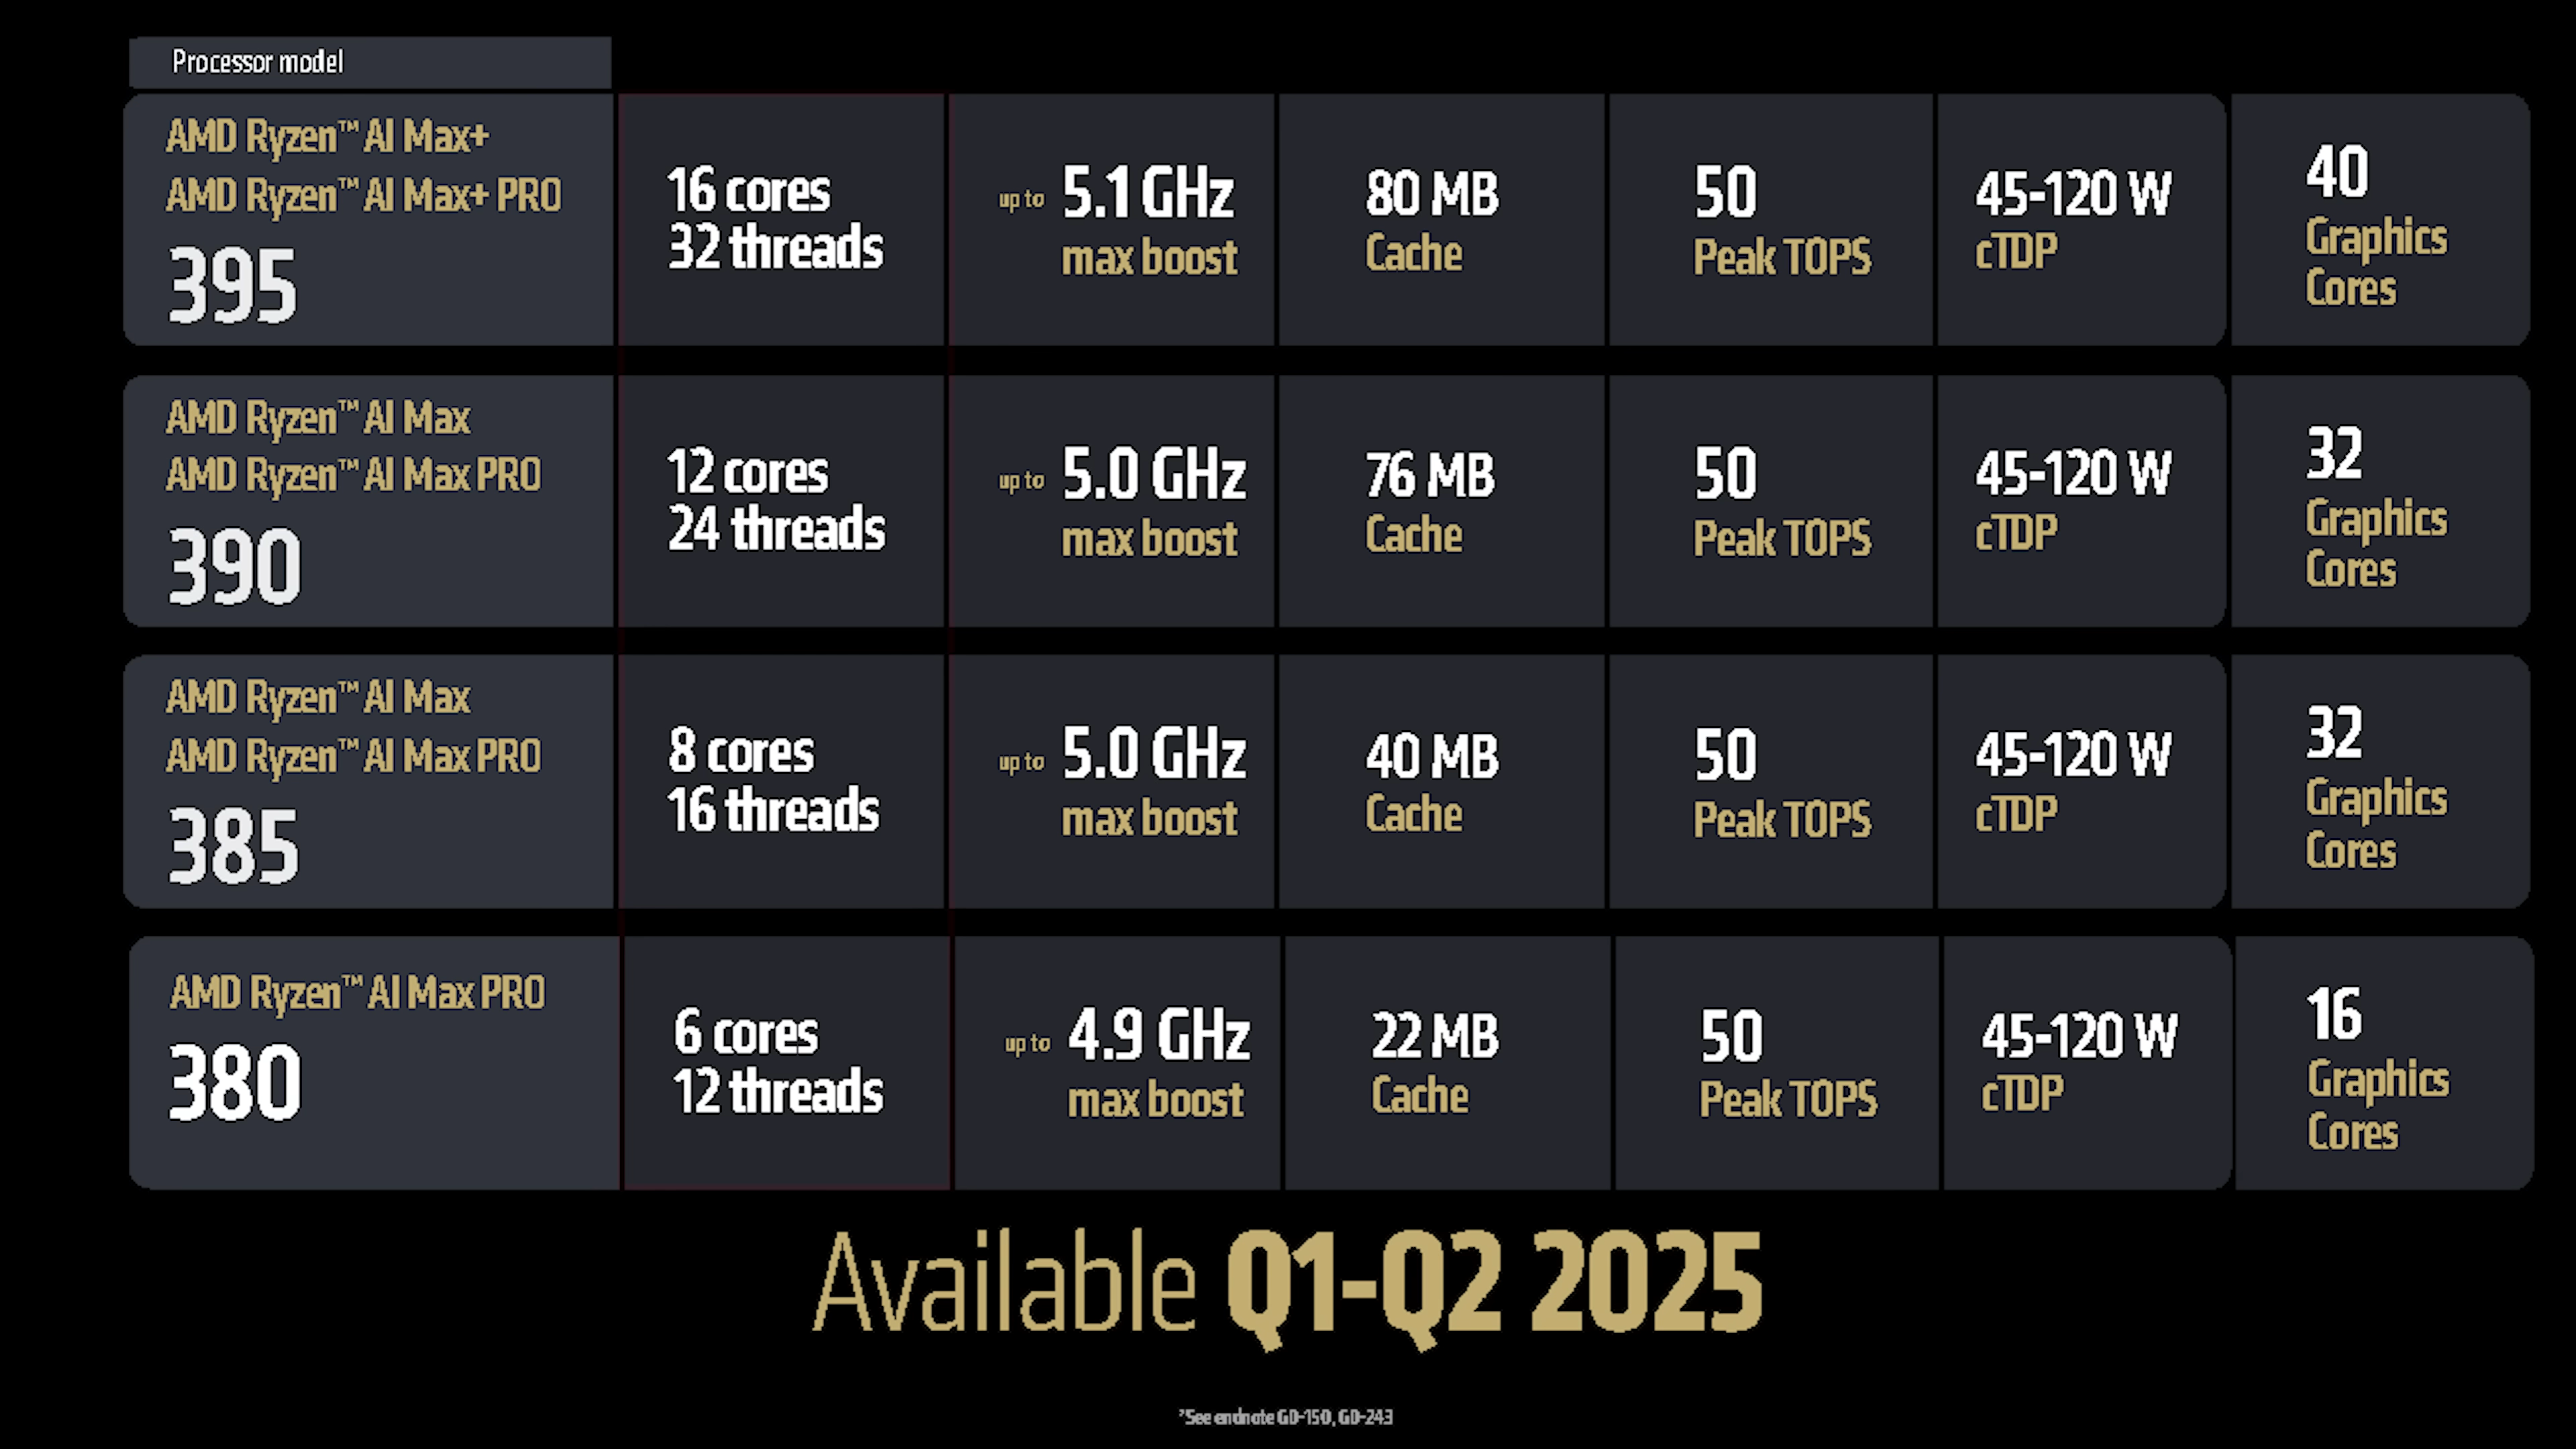 Processor model
AMD Ryzen™ AI Max+
AMD Ryzen™ AI Max+ PRO
395
16 cores
32 threads
up to 5.1 GHz
max boost
80 MB
Cache
50
Peak TOPS
45-120 W
cTDP
40
Graphics
Cores
AMD Ryzen™ AI Max
AMD Ryzen™ AI Max PRO
390
12 cores
24 threads
up to 5.0 GHz
max boost
76 MB
Cache
50
Peak TOPS
45-120 W
cTDP
32
Graphics
Cores
AMD Ryzen™ AI Max
AMD Ryzen™ AI Max PRO
385
8 cores
16 threads
up to 5.0 GHz
max boost
40 MB
Cache
50
Peak TOPS
45-120 W
cTDP
32
Graphics
Cores
AMD Ryzen™ AI Max PRO
380
6 cores
12 threads
up to 4.9 GHz
max boost
22 MB
Cache
50
Peak TOPS
45-120 W
cTDP
16
Graphics
Cores
Available Q1-Q2 2025
*See endnote GD-150, GD-243